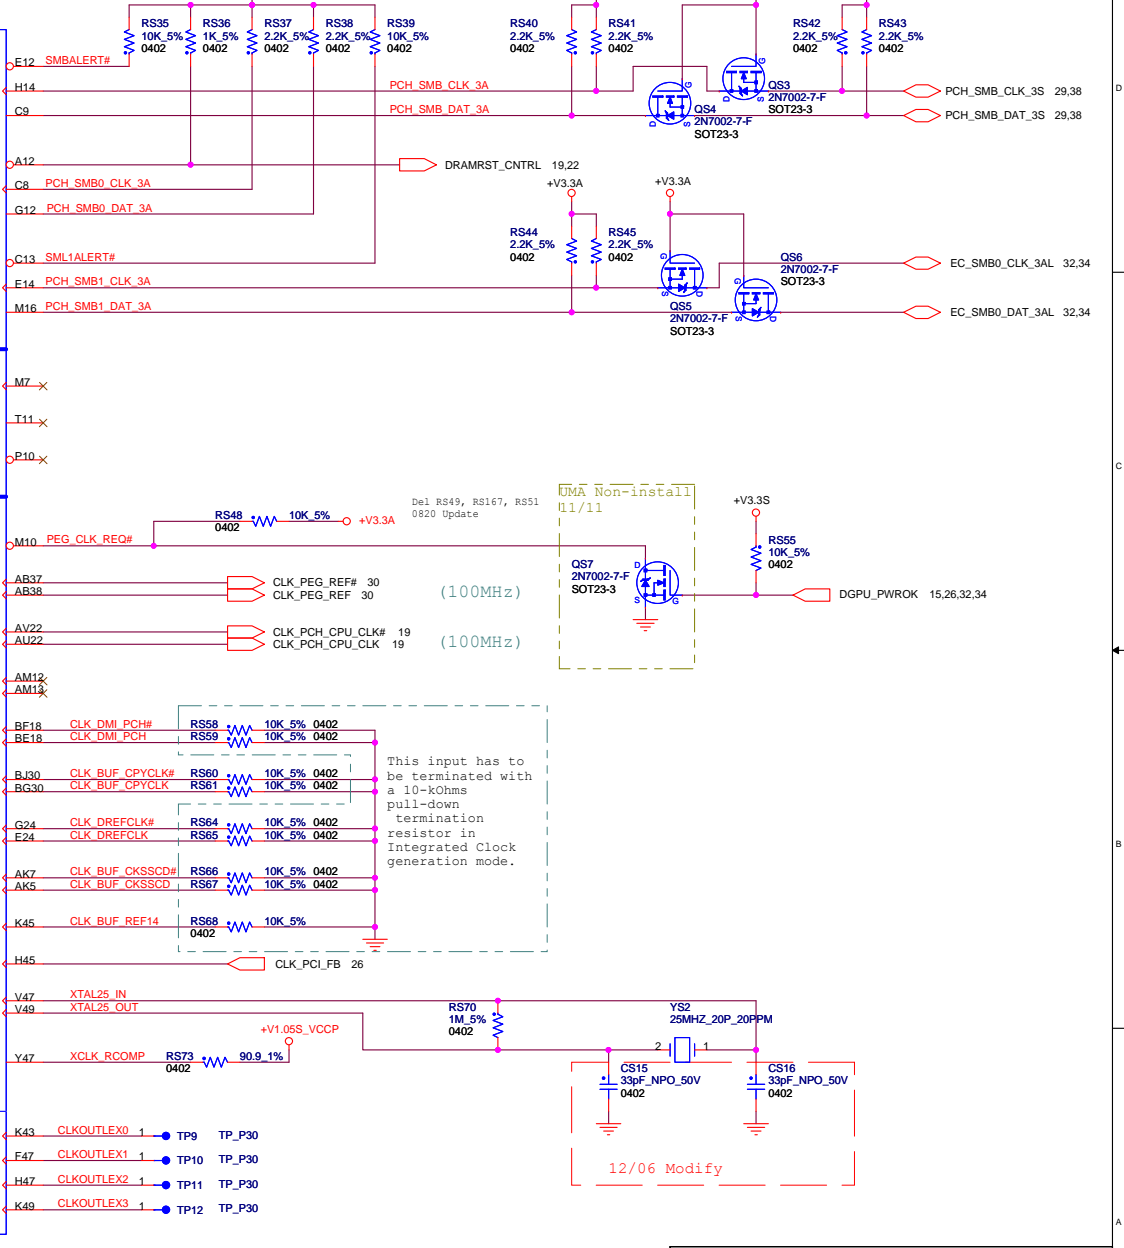 RS35 RS36 RS37 RS38 RS39 RS40 RS41 RS42 RS43
10K_5% 1K_5% 2.2K_5% 2.2K_5% 10K_5% 2.2K_5% 2.2K_5% 2.2K_5% 2.2K_5%
0402 0402 0402 0402 0402 0402 0402 0402 0402
E12 SMBALERT#
H14 PCH_SMB_CLK_3A
G QS3
2N7002-7-F
SOT23-3
D S
PCH_SMB_CLK_3S 29,38
D
C9 PCH_SMB_DAT_3A
G QS4
2N7002-7-F
SOT23-3
D S
PCH_SMB_DAT_3S 29,38
A12 DRAMRST_CNTRL 19,22
C8 PCH_SMB0_CLK_3A
G12 PCH_SMB0_DAT_3A
+V3.3A +V3.3A
RS44 RS45
2.2K_5% 2.2K_5%
0402 0402
C13 SML1ALERT#
E14 PCH_SMB1_CLK_3A
M16 PCH_SMB1_DAT_3A
G S D
QS5
2N7002-7-F
SOT23-3
QS6
2N7002-7-F
SOT23-3
G S D
EC_SMB0_CLK_3AL 32,34
EC_SMB0_DAT_3AL 32,34
M7
T11
P10
C
Del RS49, RS167, RS51
0820 Update
UMA Non-install
11/11
+V3.3S
RS48 10K_5% +V3.3A
0402
M10 PEG_CLK_REQ#
RS55
10K_5%
0402
QS7
2N7002-7-F
SOT23-3
D S G
DGPU_PWROK 15,26,32,34
AB37 CLK_PEG_REF# 30
AB38 CLK_PEG_REF 30
(100MHz)
AV22 CLK_PCH_CPU_CLK# 19
AU22 CLK_PCH_CPU_CLK 19
(100MHz)
AM12
AM13
BF18 CLK_DMI_PCH# RS58 10K_5% 0402
BE18 CLK_DMI_PCH RS59 10K_5% 0402
BJ30 CLK_BUF_CPYCLK# RS60 10K_5% 0402
BG30 CLK_BUF_CPYCLK RS61 10K_5% 0402
G24 CLK_DREFCLK# RS64 10K_5% 0402
E24 CLK_DREFCLK RS65 10K_5% 0402
AK7 CLK_BUF_CKSSCD# RS66 10K_5% 0402
AK5 CLK_BUF_CKSSCD RS67 10K_5% 0402
K45 CLK_BUF_REF14 RS68 10K_5%
0402
This input has to
be terminated with
a 10-kOhms
pull-down
termination
resistor in
Integrated Clock
generation mode.
B
H45 CLK_PCI_FB 26
V47 XTAL25_IN
V49 XTAL25_OUT
RS70
1M_5%
0402
YS2
25MHZ_20P_20PPM
2 1
+V1.05S_VCCP
Y47 XCLK_RCOMP RS73 90.9_1%
0402
CS15
33pF_NPO_50V
0402
CS16
33pF_NPO_50V
0402
12/06 Modify
K43 CLKOUTLEX0 1 TP9 TP_P30
F47 CLKOUTLEX1 1 TP10 TP_P30
H47 CLKOUTLEX2 1 TP11 TP_P30
K49 CLKOUTLEX3 1 TP12 TP_P30
A